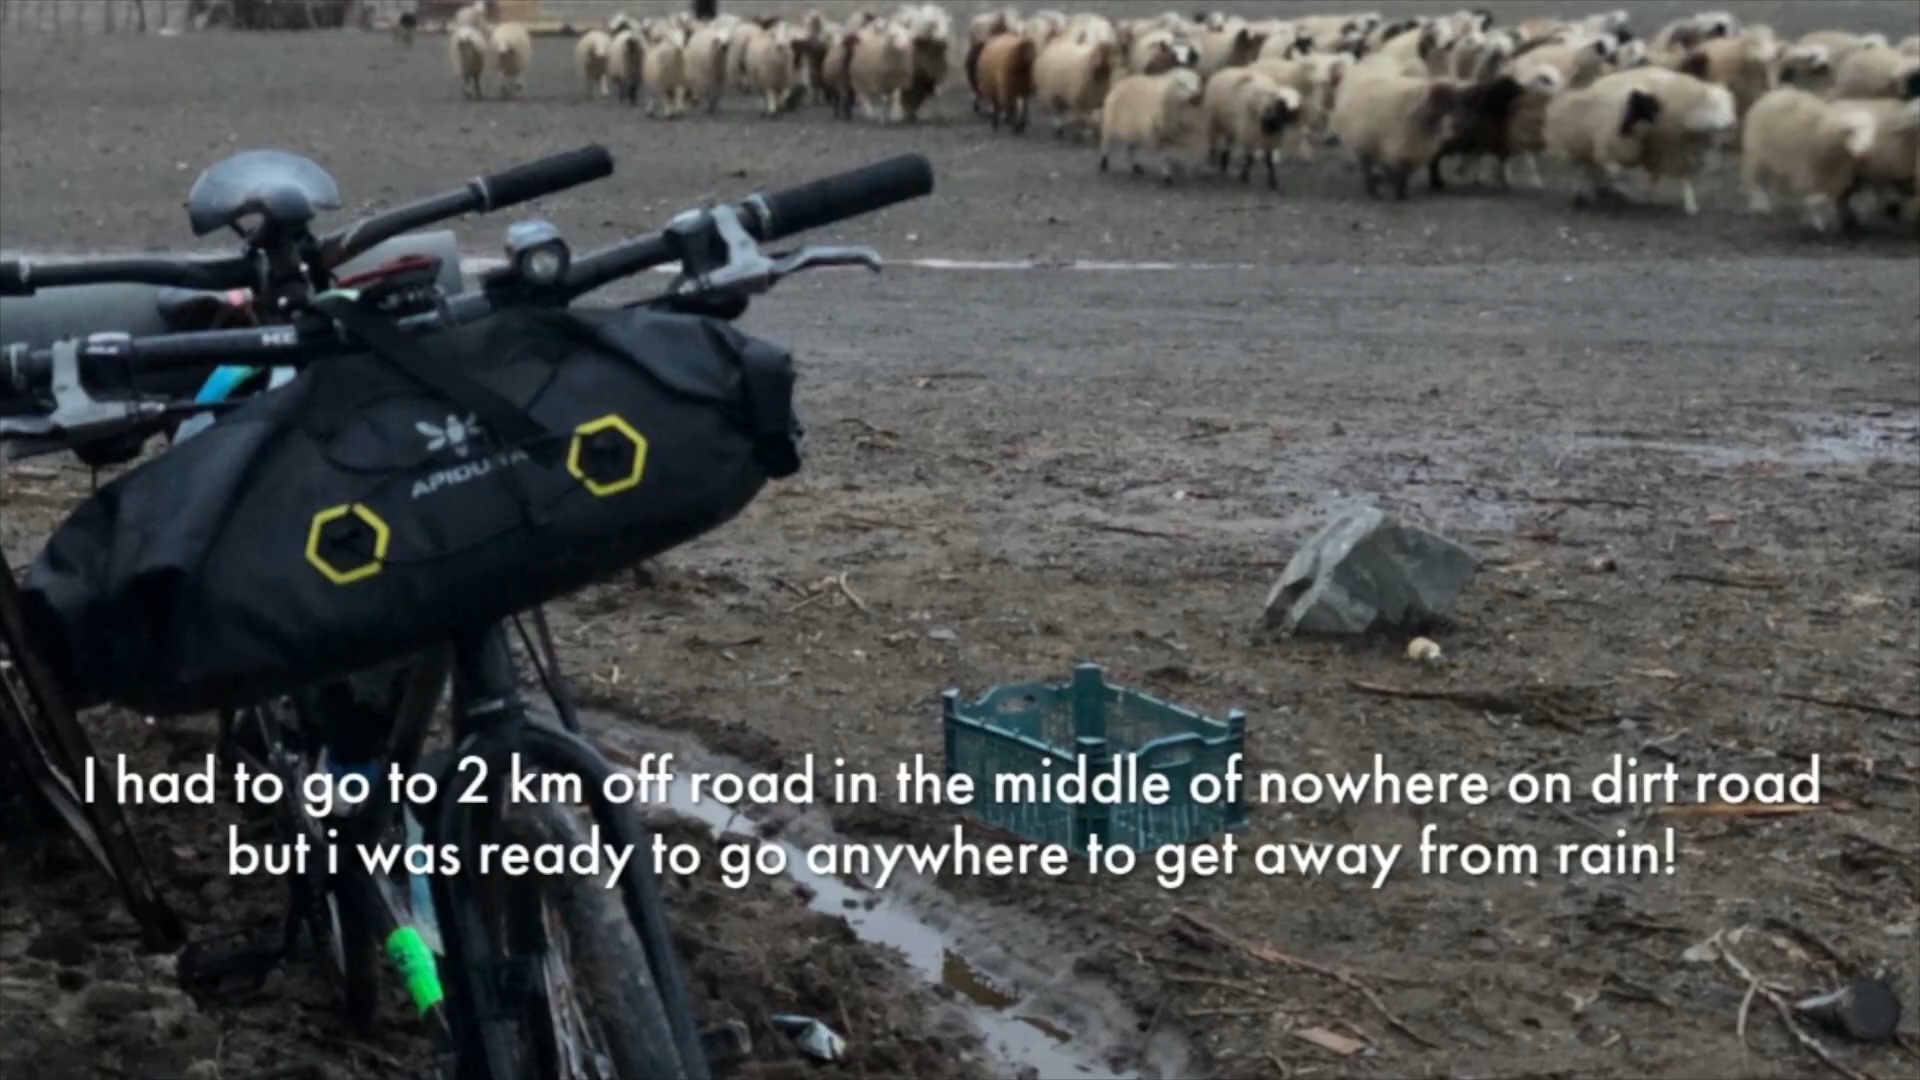 APIDURA
I had to go to 2 km off road in the middle of nowhere on dirt road
but i was ready to go anywhere to get away from rain!